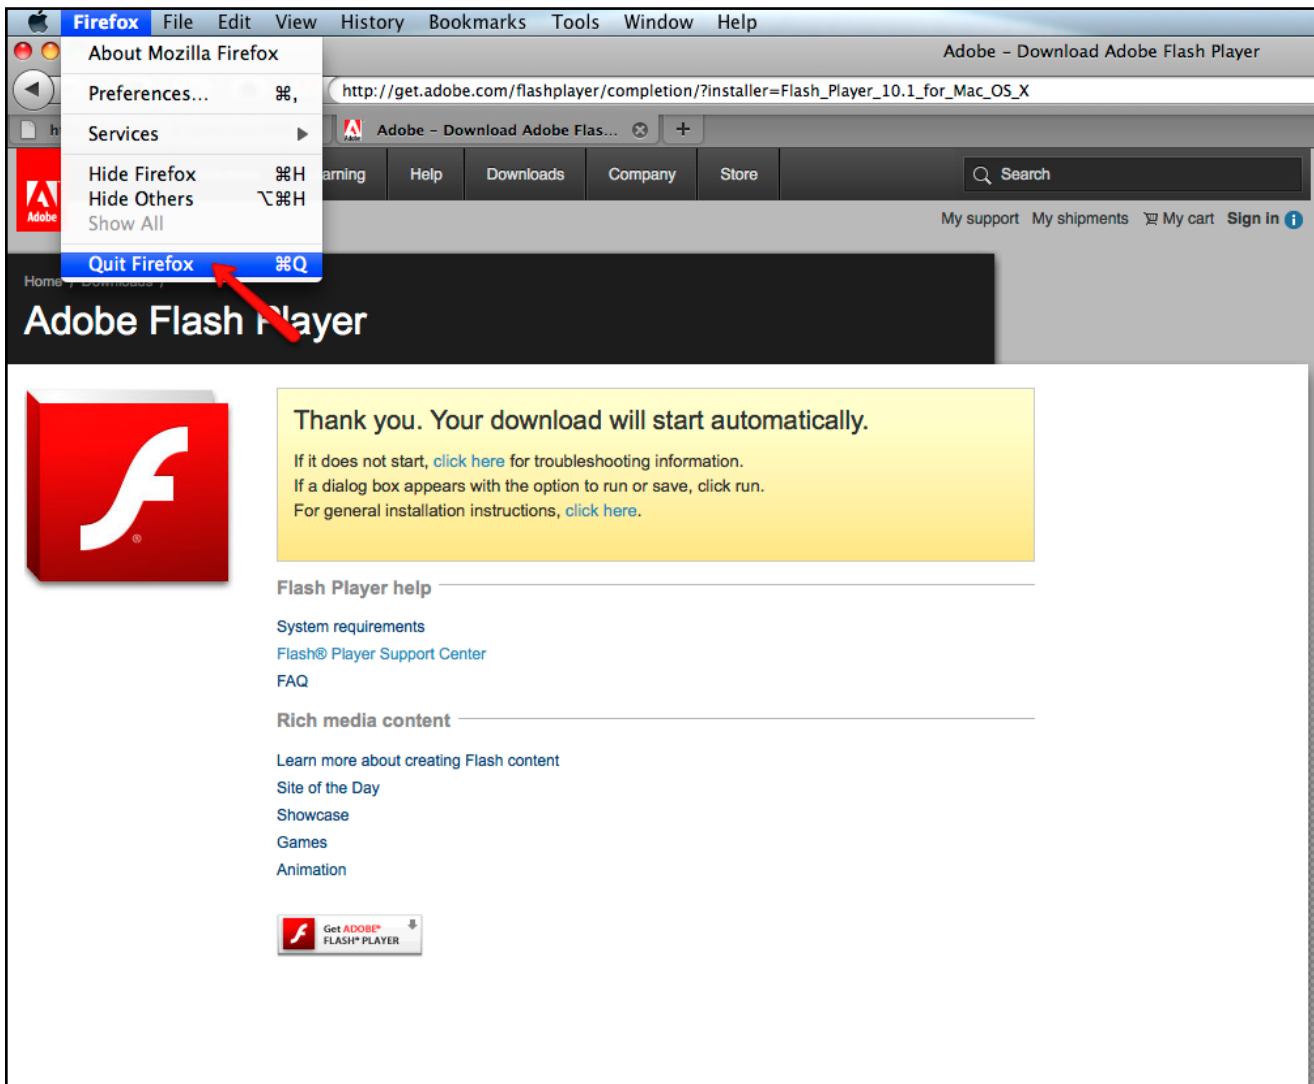 Firefox File Edit View History Bookmarks Tools Window Help
About Mozilla Firefox
Preferences... ⌘,
Services ▶
Hide Firefox ⌘H
Hide Others ⌥⌘H
Show All
Quit Firefox ⌘Q
Adobe – Download Adobe Flash Player
http://get.adobe.com/flashplayer/completion/?installer=Flash_Player_10.1_for_Mac_OS_X
Adobe – Download Adobe Flas... +
Adobe
Help Downloads Company Store Search
My support My shipments My cart Sign in
Home / Downloads /
Adobe Flash Player
Thank you. Your download will start automatically.
If it does not start, click here for troubleshooting information.
If a dialog box appears with the option to run or save, click run.
For general installation instructions, click here.
Flash Player help
System requirements
Flash® Player Support Center
FAQ
Rich media content
Learn more about creating Flash content
Site of the Day
Showcase
Games
Animation
Get ADOBE®
FLASH® PLAYER